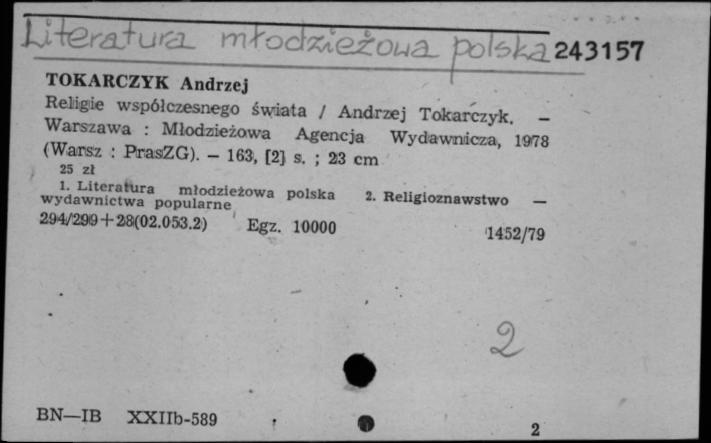 Literatura młodzieżowa polska 243157
TOKARCZYK Andrzej
Religie współczesnego świata / Andrzej Tokarczyk. —
Warszawa : Młodzieżowa Agencja Wydawnicza, 1978
(Warsz : PrasZG). — 163, [2] s. ; 23 cm
25 zł
1. Literatura młodzieżowa polska 2. Religioznawstwo —
wydawnictwa popularne
294/299+28(02.053.2) Egz. 10000 1452/79
2
BN—IB XXIIb-589 2